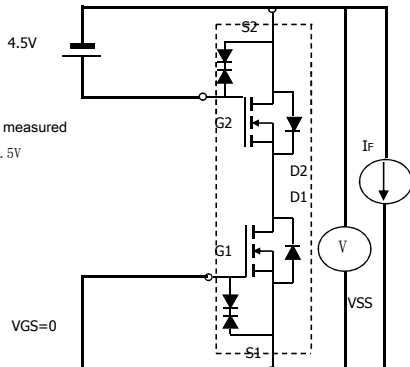 4.5V
S2
measured
.5V
G2
IF
D2
D1
G1
V
VSS
VGS=0
S1